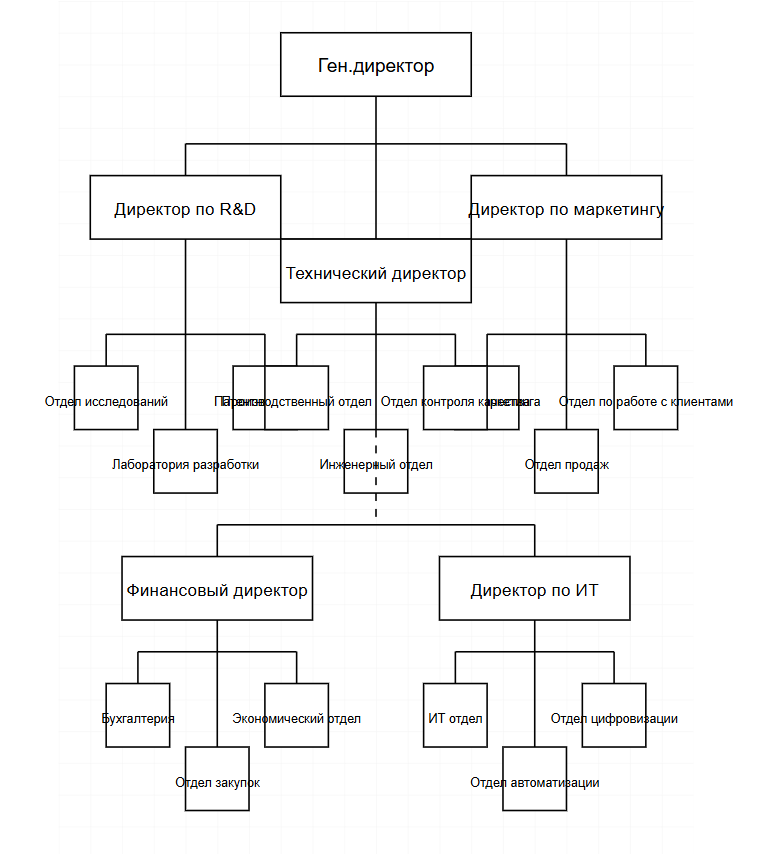 Ген.директор
Директор по R&D
Директор по маркетингу
Технический директор
Отдел исследований
Производственный отдел
Отдел контроля качества
Отдел по работе с клиентами
Лаборатория разработки
Инженерный отдел
Отдел продаж
Финансовый директор
Директор по ИТ
Бухгалтерия
Экономический отдел
ИТ отдел
Отдел цифровизации
Отдел закупок
Отдел автоматизации